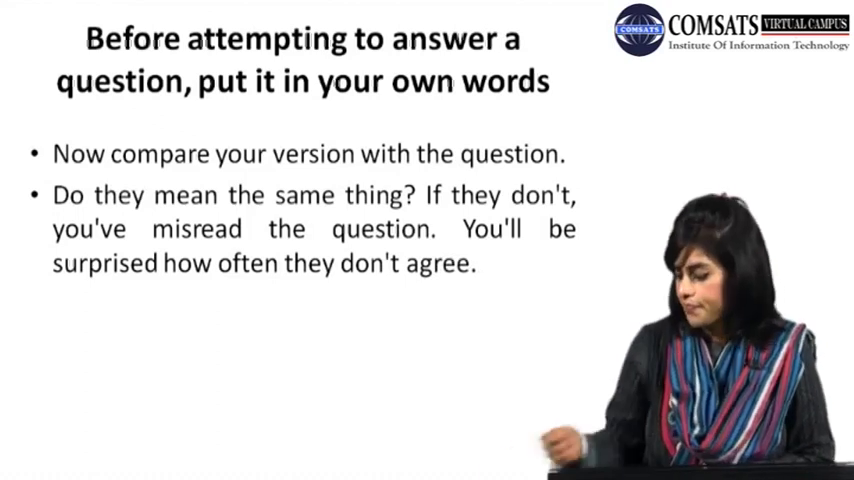 Before attempting to answer a
question, put it in your own words
COMSATS VIRTUAL CAMPUS
Institute Of Information Technology
COMSATS
• Now compare your version with the question.
• Do they mean the same thing? If they don't,
you've misread the question. You'll be
surprised how often they don't agree.